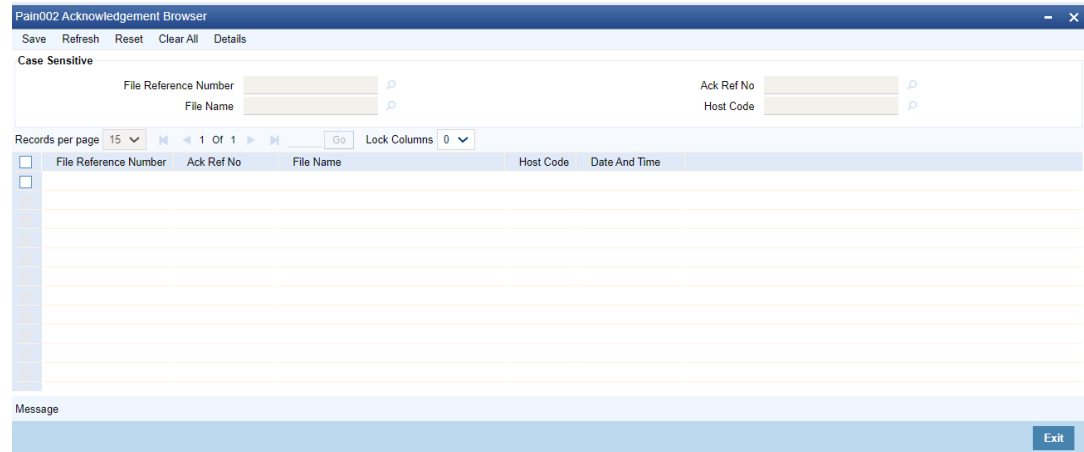 Pain002 Acknowledgement Browser
Save Refresh Reset Clear All Details
Case Sensitive
File Reference Number Ack Ref No
File Name Host Code
Records per page 15 1 Of 1 Go Lock Columns 0
File Reference Number Ack Ref No File Name Host Code Date And Time
Message
Exit